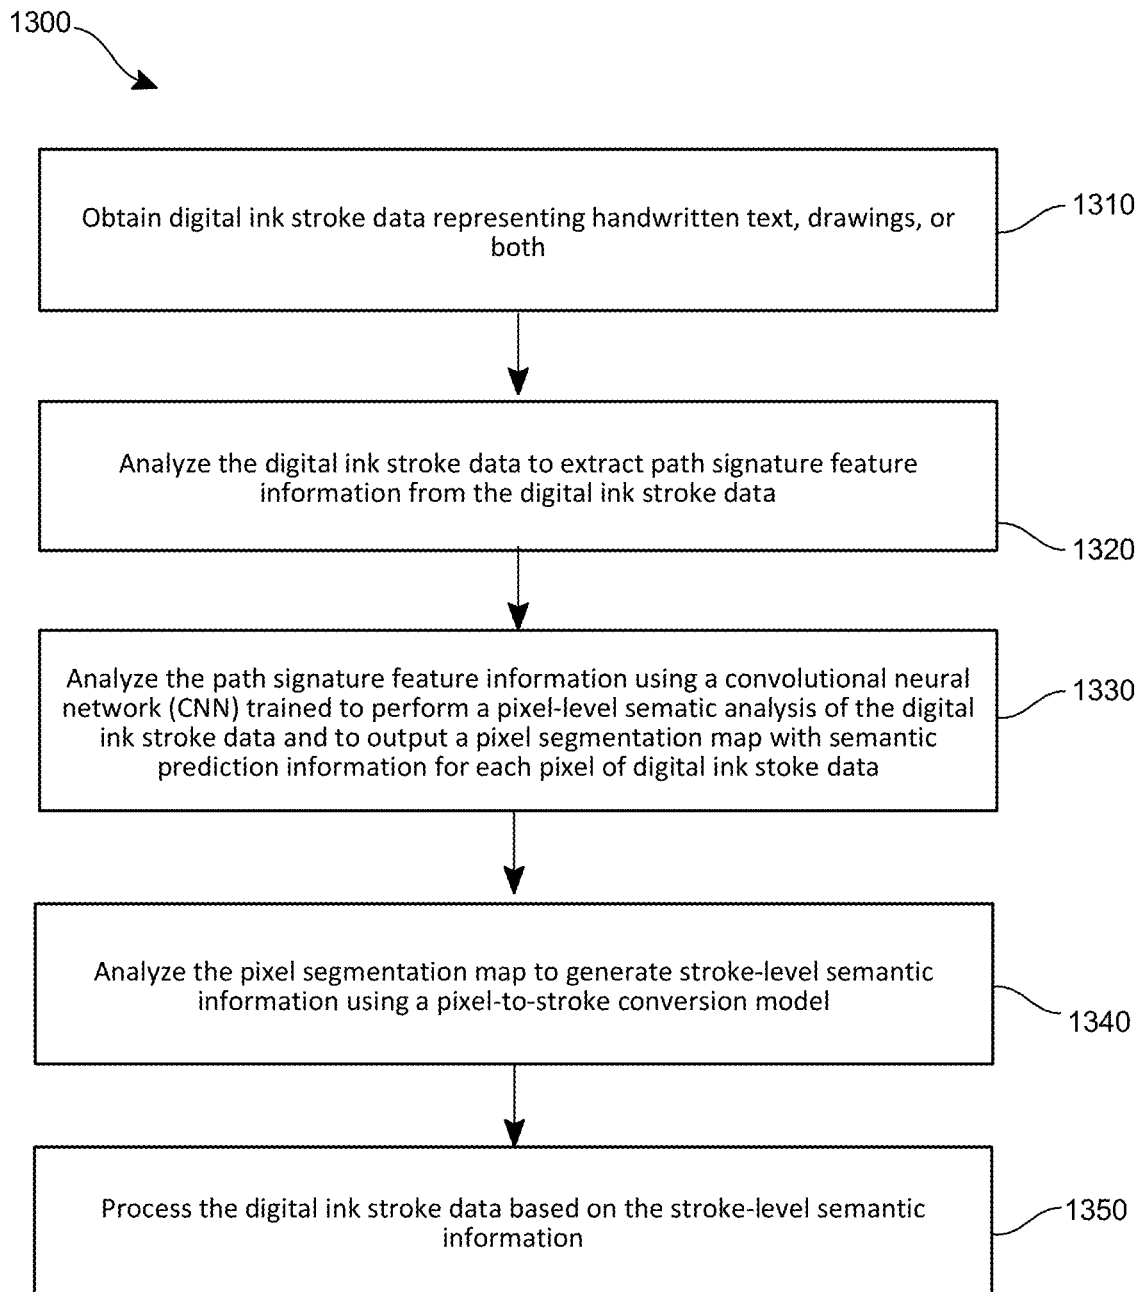 1300
Obtain digital ink stroke data representing handwritten text, drawings, or
both
1310
Analyze the digital ink stroke data to extract path signature feature
information from the digital ink stroke data
1320
Analyze the path signature feature information using a convolutional neural
network (CNN) trained to perform a pixel-level sematic analysis of the digital
ink stroke data and to output a pixel segmentation map with semantic
prediction information for each pixel of digital ink stoke data
1330
Analyze the pixel segmentation map to generate stroke-level semantic
information using a pixel-to-stroke conversion model
1340
Process the digital ink stroke data based on the stroke-level semantic
information
1350